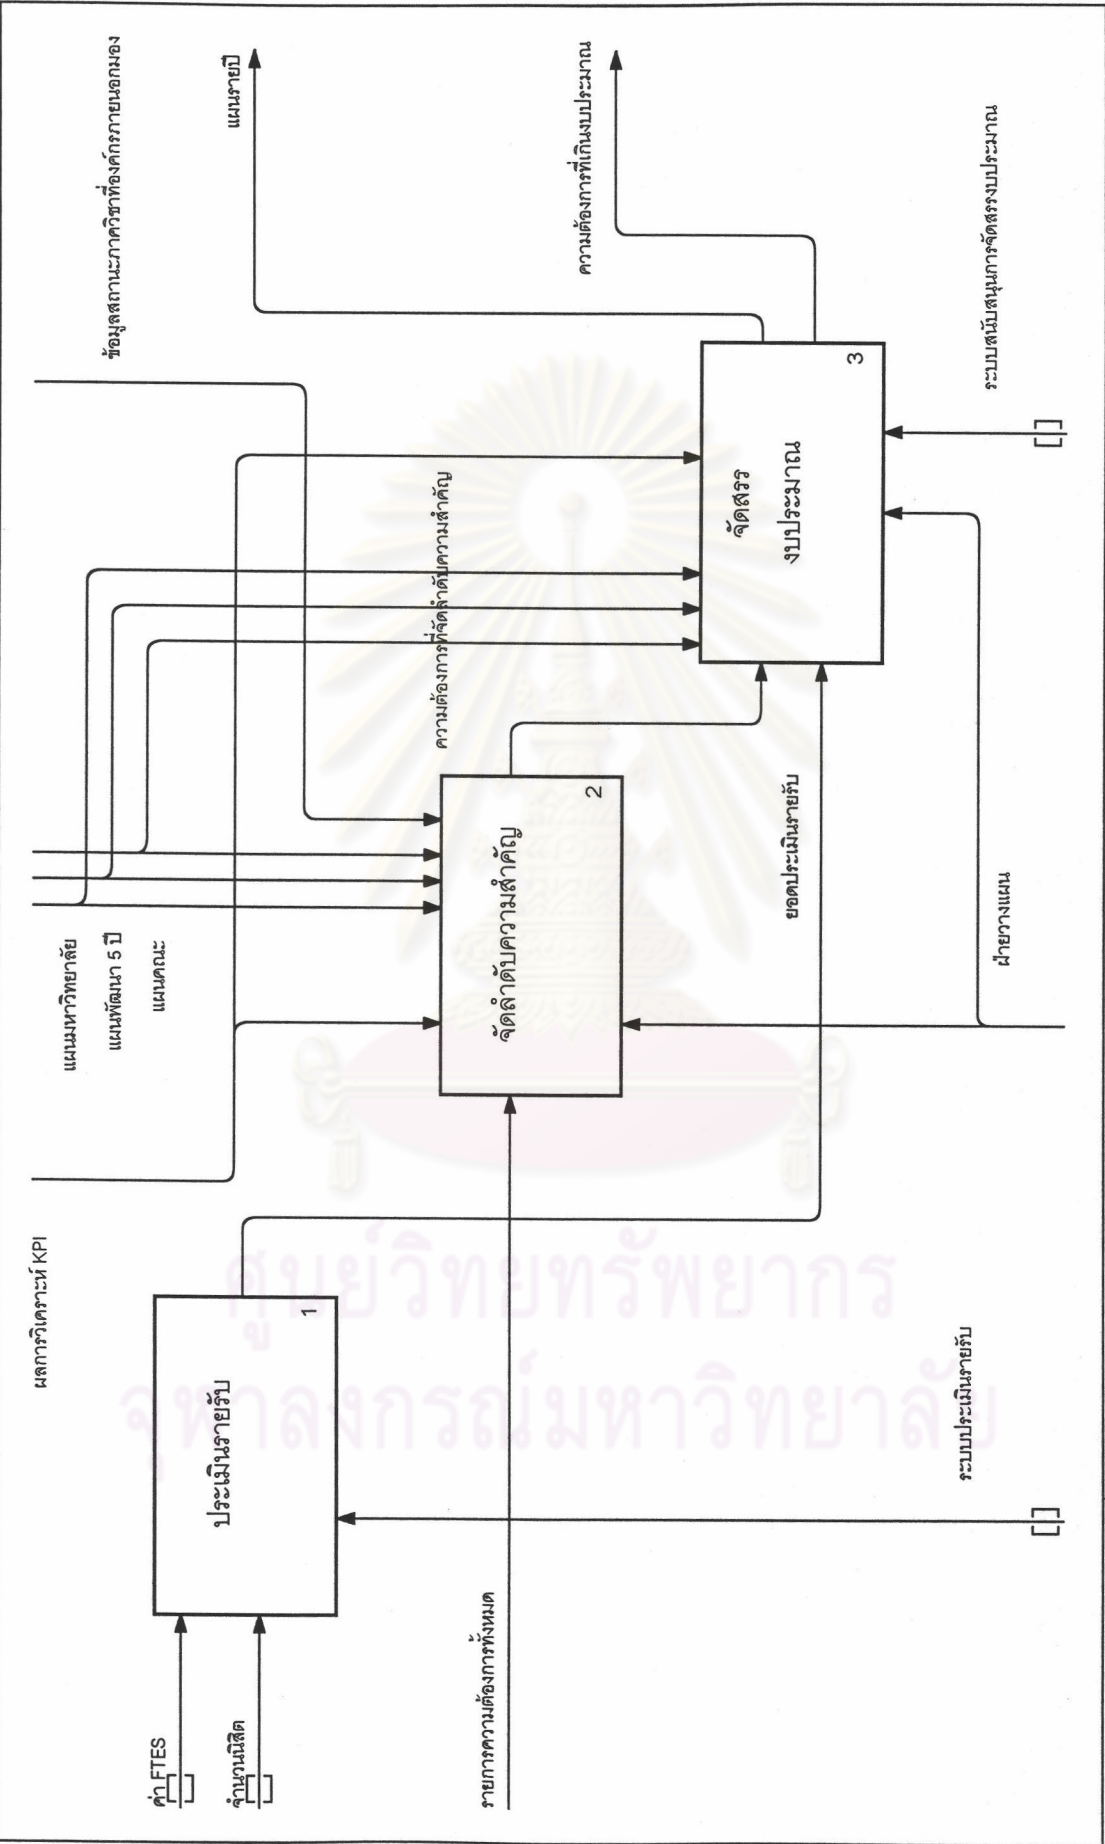 ข้อมูลสถานะภาควิชาที่องค์กรภายนอกมอง
แผนรายปี
ความต้องการที่เกินงบประมาณ
ระบบสนับสนุนการจัดสรรงบประมาณ
จัดสรร
งบประมาณ
3
ความต้องการที่จัดลำดับความสำคัญ
แผนมหาวิทยาลัย
แผนพัฒนา 5 ปี
แผนคณะ
จัดลำดับความสำคัญ
2
ยอดประเมินรายรับ
ฝ่ายวางแผน
ผลการวิเคราะห์ KPI
ประเมินรายรับ
1
ระบบประเมินรายรับ
ค่า FTES
จำนวนนิสิต
รายการความต้องการทั้งหมด
ศูนย์วิทยทรัพยากร
จุฬาลงกรณ์มหาวิทยาลัย